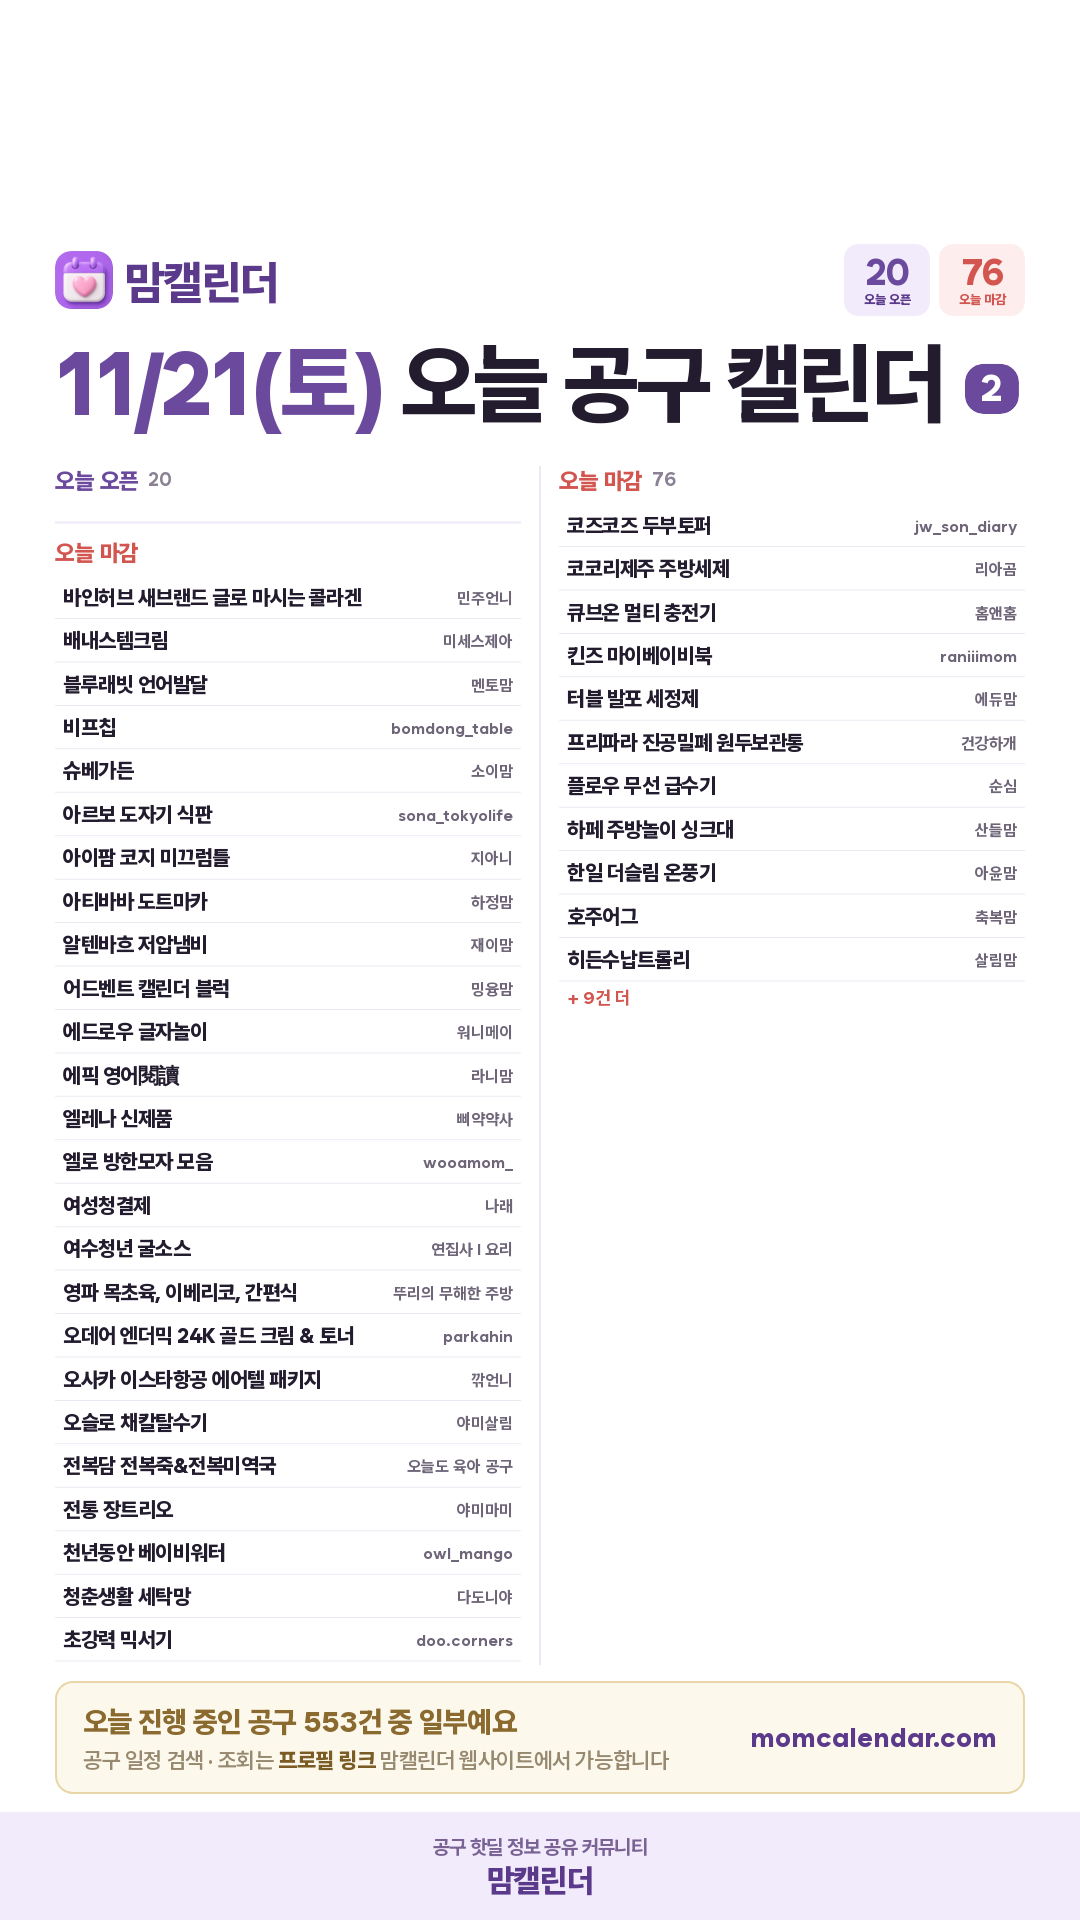 맘캘린더
20
오늘 오픈
76
오늘 마감
11/21(토) 오늘 공구 캘린더 2
오늘 오픈 20
오늘 마감
바인허브 새브랜드 글로 마시는 콜라겐 민주언니
배내스템크림 미세스제아
블루래빗 언어발달 멘토맘
비프칩 bomdong_table
슈베가든 소이맘
아르보 도자기 식판 sona_tokyolife
아이팜 코지 미끄럼틀 지아니
아티바바 도트마카 하정맘
알텐바흐 저압냄비 재이맘
어드벤트 캘린더 블럭 밍융맘
에드로우 글자놀이 워니메이
에픽 영어閱讀 라니맘
엘레나 신제품 삐약약사
엘로 방한모자 모음 wooamom_
여성청결제 나래
여수청년 굴소스 연집사 l 요리
영파 목초육, 이베리코, 간편식 뚜리의 무해한 주방
오데어 엔더믹 24K 골드 크림 & 토너 parkahin
오사카 이스타항공 에어텔 패키지 깎언니
오슬로 채칼탈수기 야미살림
전복담 전복죽&전복미역국 오늘도 육아 공구
전통 장트리오 야미마미
천년동안 베이비워터 owl_mango
청춘생활 세탁망 다도니야
초강력 믹서기 doo.corners
오늘 마감 76
코즈코즈 두부토퍼 jw_son_diary
코코리제주 주방세제 리아곰
큐브온 멀티 충전기 홈앤홈
킨즈 마이베이비북 raniiimom
터블 발포 세정제 에듀맘
프리파라 진공밀폐 원두보관통 건강하개
플로우 무선 급수기 순심
하페 주방놀이 싱크대 산들맘
한일 더슬림 온풍기 아윤맘
호주어그 축복맘
히든수납트롤리 살림맘
+ 9건 더
오늘 진행 중인 공구 553건 중 일부예요
공구 일정 검색 · 조회는 프로필 링크 맘캘린더 웹사이트에서 가능합니다
momcalendar.com
공구 핫딜 정보 공유 커뮤니티
맘캘린더